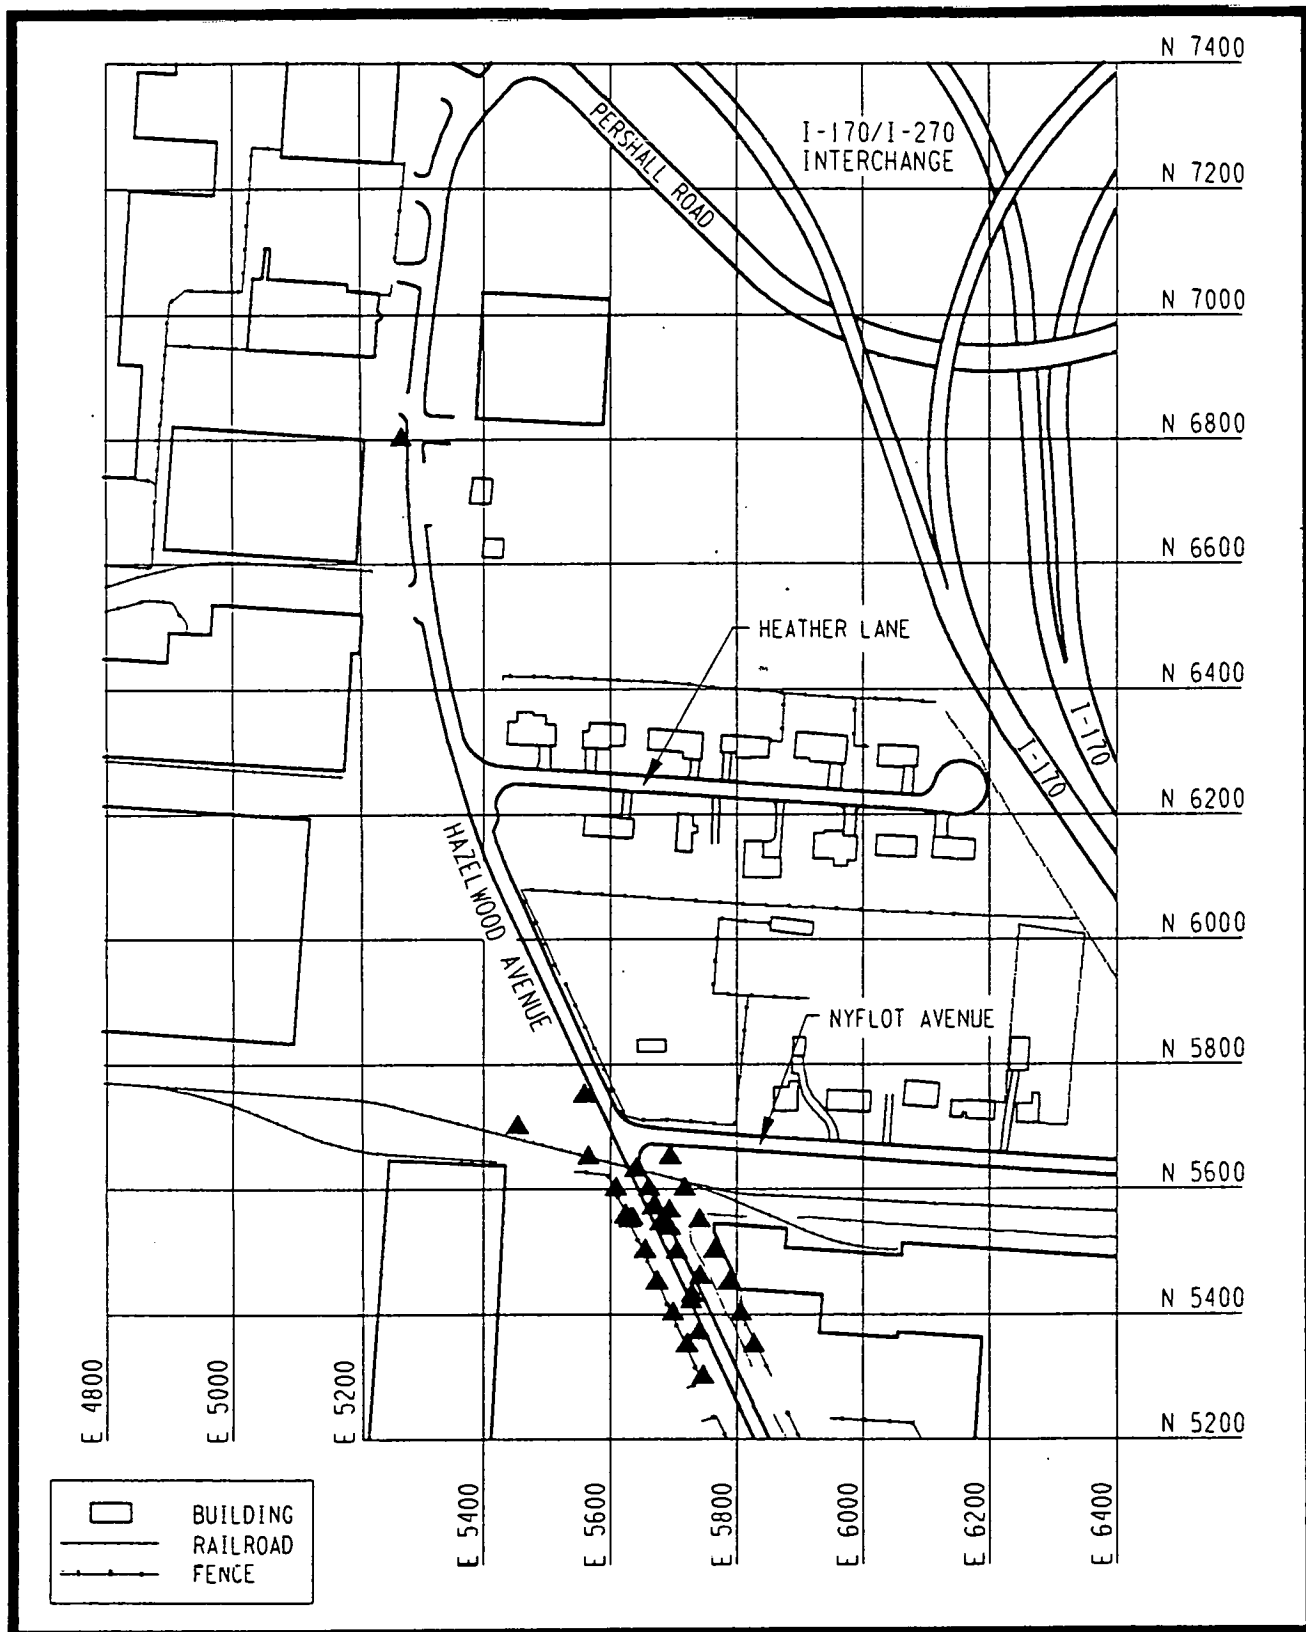 N 7400
PERSHALL ROAD
I-170/I-270
INTERCHANGE
N 7200
N 7000
N 6800
N 6600
HEATHER LANE
N 6400
I-170
I-170
N 6200
HAZELWOOD AVENUE
N 6000
NYFLOT AVENUE
N 5800
N 5600
N 5400
N 5200
E 4800
E 5000
E 5200
E 5400
E 5600
E 5800
E 6000
E 6200
E 6400
BUILDING
RAILROAD
FENCE